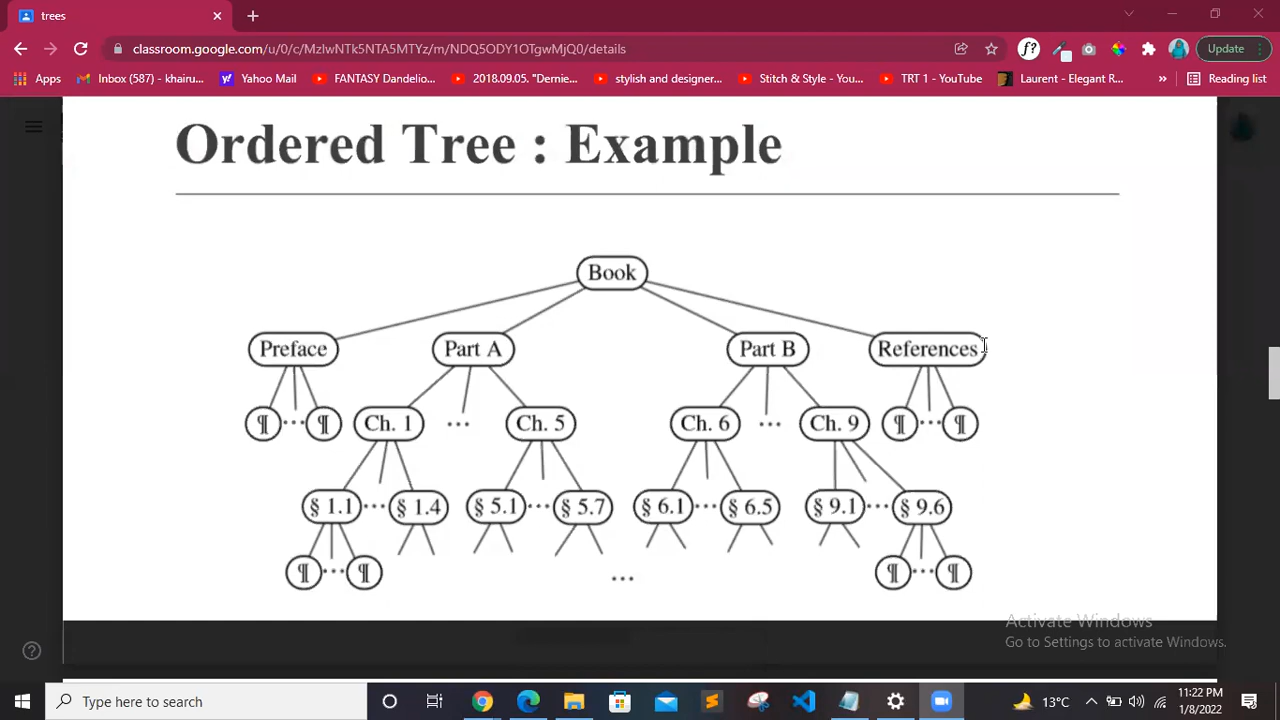 trees
classroom.google.com/u/0/c/MzIwNTk5NTA5MTYz/m/NDQ5ODY1OTgwMjQ0/details
Update
Apps Inbox (587) - khairu... Yahoo Mail FANTASY Dandelio... 2018.09.05. "Dernie... stylish and designer... Stitch & Style - You... TRT 1 - YouTube Laurent - Elegant R... » Reading list
Ordered Tree : Example
Book
Preface Part A Part B References
¶ ... ¶ Ch. 1 ... Ch. 5 Ch. 6 ... Ch. 9 ¶ ... ¶
§ 1.1 ... § 1.4 § 5.1 ... § 5.7 § 6.1 ... § 6.5 § 9.1 ... § 9.6
¶ ... ¶ ... ¶ ... ¶
Activate Windows
Go to Settings to activate Windows.
Type here to search
13°C
11:22 PM
1/8/2022